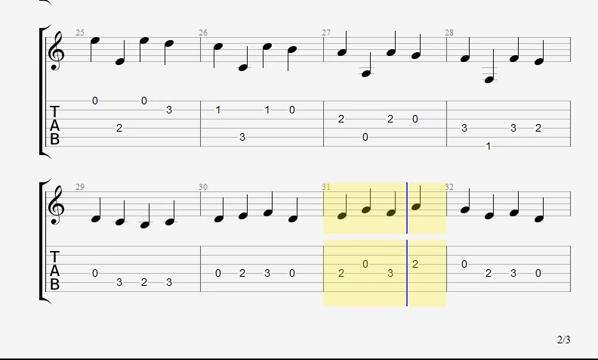 25 26 27 28
0 0
T 3 1 1 0
2 2 0
A 2 3 3 2
B 3 0
1
29 30 31 32
T
0 2 0
A 0 0 2 3 0 2 3 2 3 0
B 3 2 3
2/3